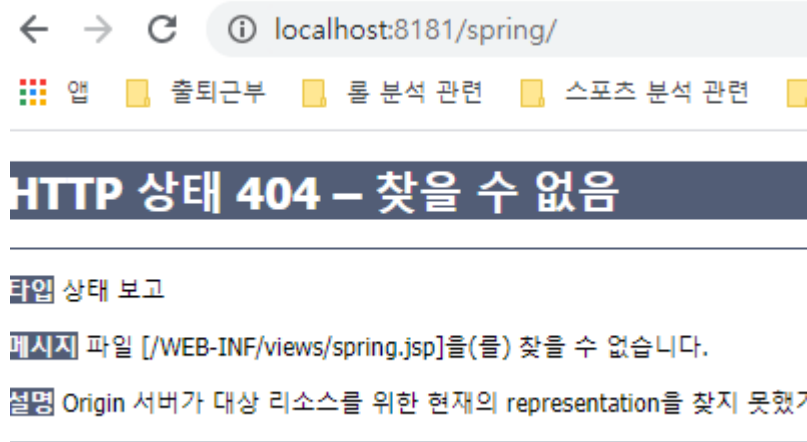 localhost:8181/spring/
앱 출퇴근부 롤 분석 관련 스포츠 분석 관련
HTTP 상태 404 – 찾을 수 없음
타입 상태 보고
메시지 파일 [/WEB-INF/views/spring.jsp]을(를) 찾을 수 없습니다.
설명 Origin 서버가 대상 리소스를 위한 현재의 representation을 찾지 못했